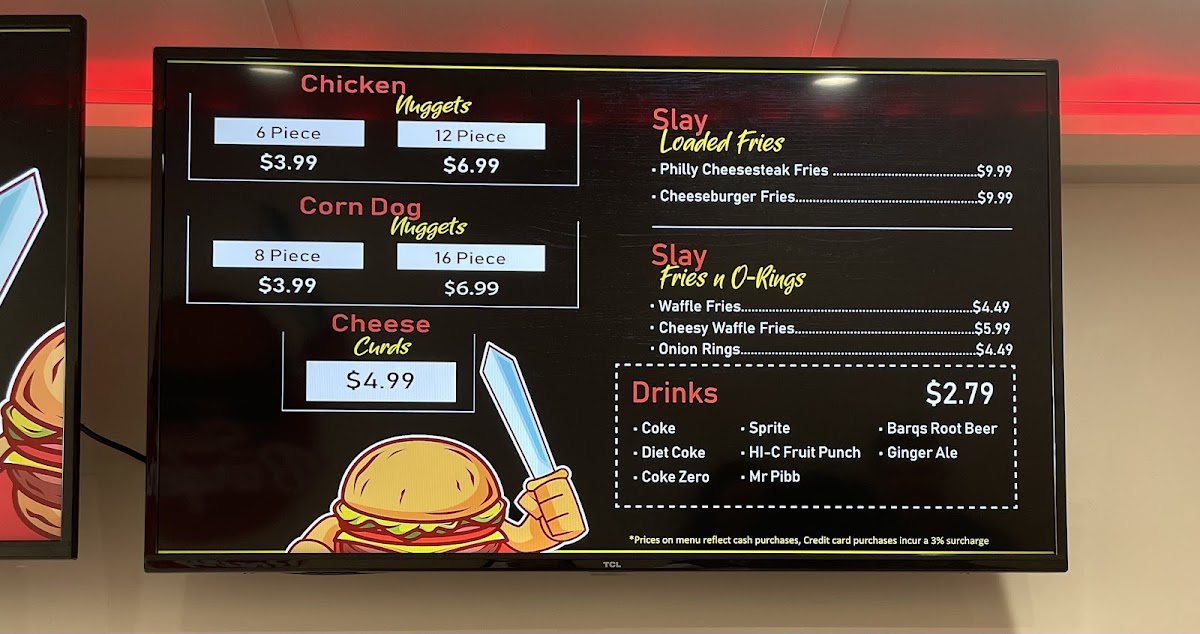 Chicken
Nuggets
6 Piece 12 Piece
$3.99 $6.99
Corn Dog
Nuggets
8 Piece 16 Piece
$3.99 $6.99
Cheese
Curds
$4.99
Slay
Loaded Fries
• Philly Cheesesteak Fries ........................................$9.99
• Cheeseburger Fries..................................................$9.99
Slay
Fries n O-Rings
• Waffle Fries................................................................$4.49
• Cheesy Waffle Fries..................................................$5.99
• Onion Rings................................................................$4.49
Drinks $2.79
• Coke • Sprite • Barqs Root Beer
• Diet Coke • HI-C Fruit Punch • Ginger Ale
• Coke Zero • Mr Pibb
*Prices on menu reflect cash purchases, Credit card purchases incur a 3% surcharge
TCL